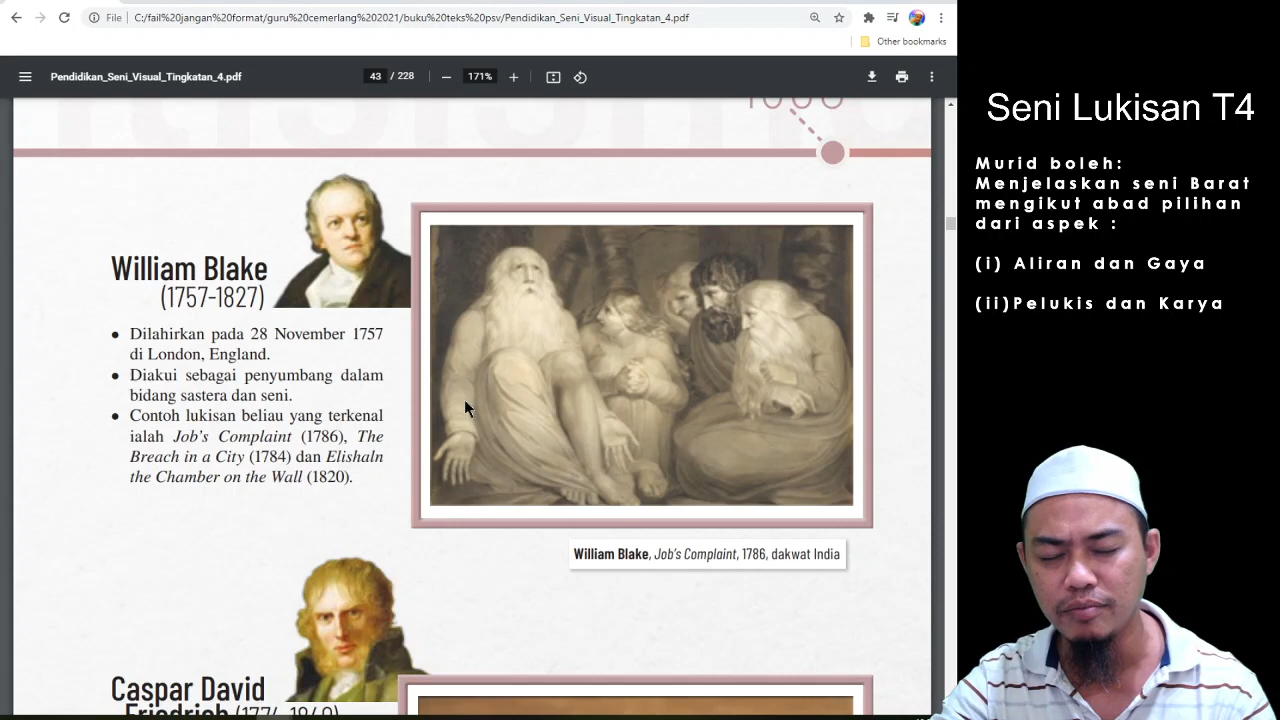 File
C:/fail%20jangan%20format/guru%20cemerlang%202021/buku%20teks%20psv/Pendidikan_Seni_Visual_Tingkatan_4.pdf
Other bookmarks
Pendidikan_Seni_Visual_Tingkatan_4.pdf
43 / 228
171%
William Blake
(1757-1827)
• Dilahirkan pada 28 November 1757
di London, England.
• Diakui sebagai penyumbang dalam
bidang sastera dan seni.
• Contoh lukisan beliau yang terkenal
ialah Job's Complaint (1786), The
Breach in a City (1784) dan Elishaln
the Chamber on the Wall (1820).
William Blake, Job's Complaint, 1786, dakwat India
Caspar David
Friedrich
Seni Lukisan T4
Murid boleh:
Menjelaskan seni Barat
mengikut abad pilihan
dari aspek :
(i) Aliran dan Gaya
(ii)Pelukis dan Karya